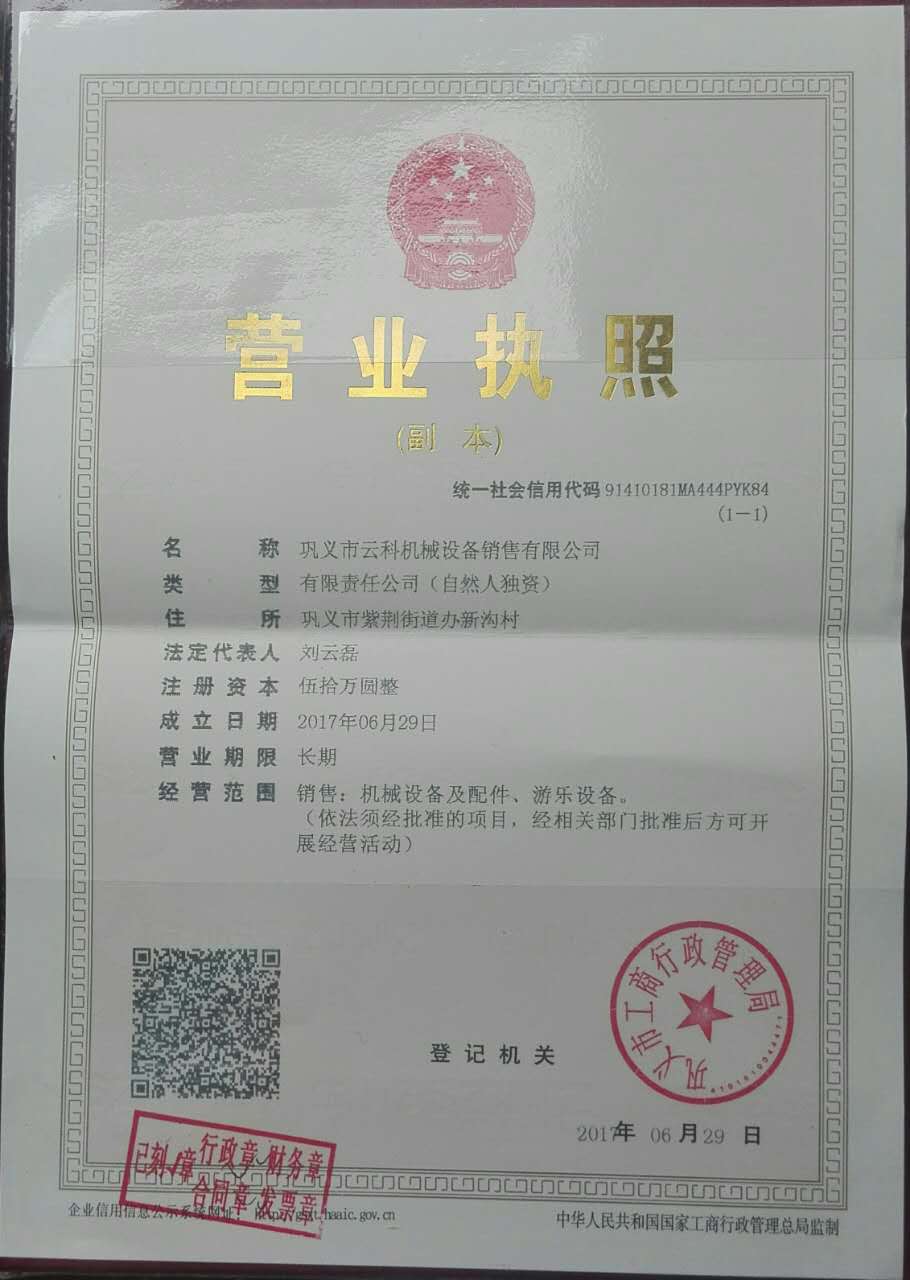 营业执照
(副 本)
统一社会信用代码 91410181MA444PYK84
(1-1)
名称 巩义市云科机械设备销售有限公司
类型 有限责任公司（自然人独资）
住所 巩义市紫荆街道办新沟村
法定代表人 刘云磊
注册资本 伍拾万圆整
成立日期 2017年06月29日
营业期限 长期
经营范围 销售：机械设备及配件、游乐设备。
（依法须经批准的项目，经相关部门批准后方可开
展经营活动）
巩义市工商行政管理局
登记机关
2017年 06 月 29 日
已刻章 行政章 财务章
合同章 发票章
企业信用信息公示系统网址：http://gsxt.haaic.gov.cn
中华人民共和国国家工商行政管理总局监制